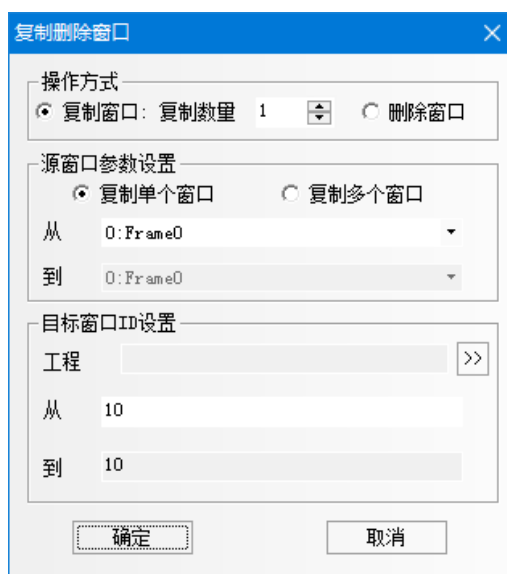 复制删除窗口
操作方式
复制窗口: 复制数量 1 删除窗口
源窗口参数设置
复制单个窗口 复制多个窗口
从 0:Frame0
到 0:Frame0
目标窗口ID设置
工程 >>
从 10
到 10
确定 取消